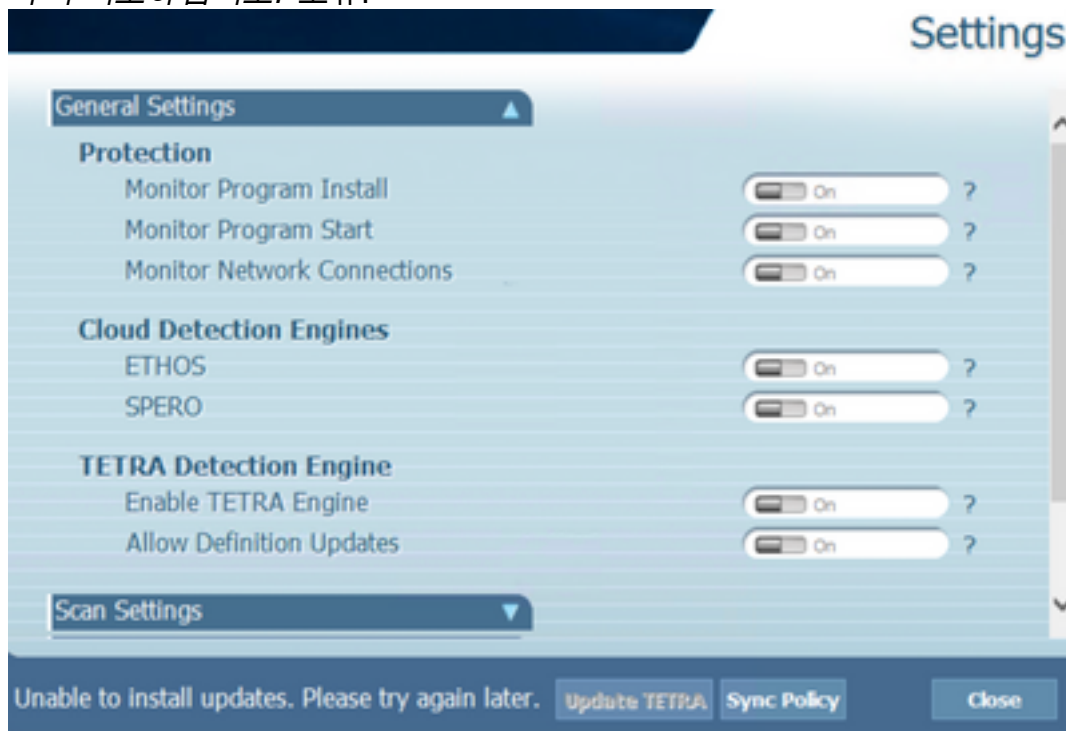 Settings
General Settings
Protection
Monitor Program Install On ?
Monitor Program Start On ?
Monitor Network Connections On ?
Cloud Detection Engines
ETHOS On ?
SPERO On ?
TETRA Detection Engine
Enable TETRA Engine On ?
Allow Definition Updates On ?
Scan Settings
Unable to install updates. Please try again later. Update TETRA Sync Policy Close